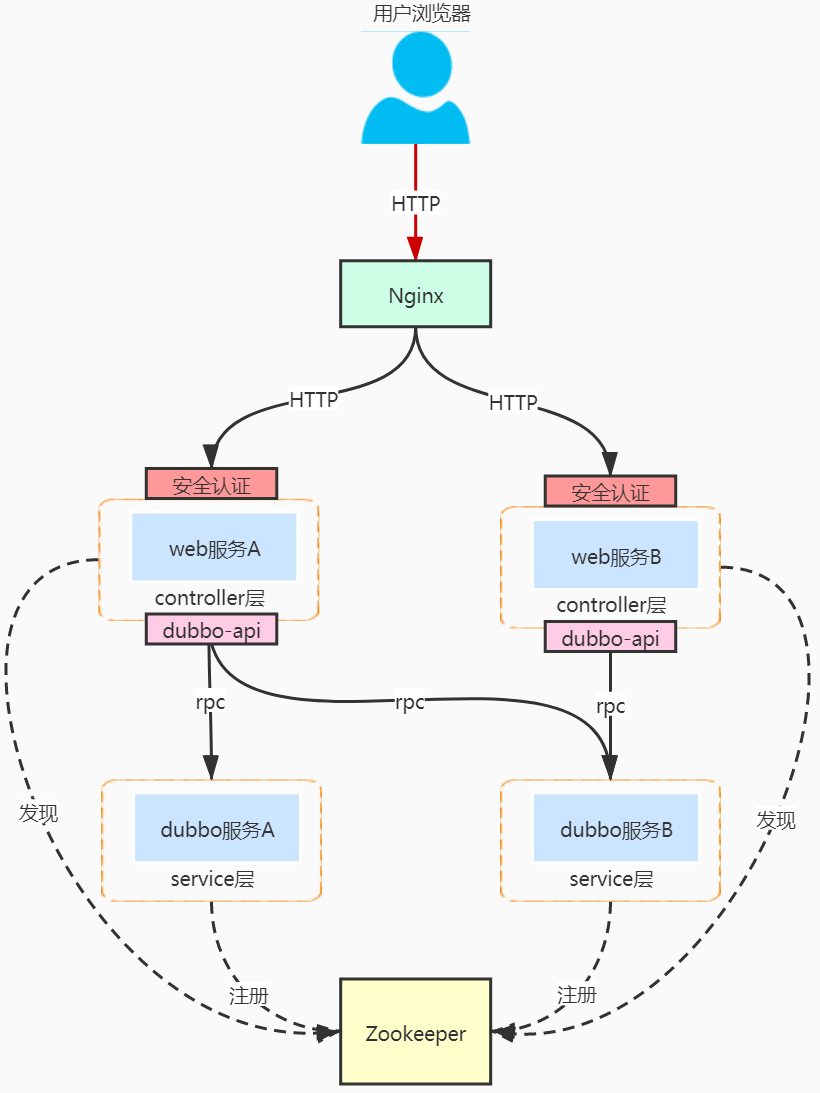 用户浏览器
HTTP
Nginx
HTTP
HTTP
安全认证
安全认证
web服务A
web服务B
controller层
controller层
dubbo-api
dubbo-api
rpc
rpc
rpc
发现
发现
dubbo服务A
dubbo服务B
service层
service层
注册
注册
Zookeeper